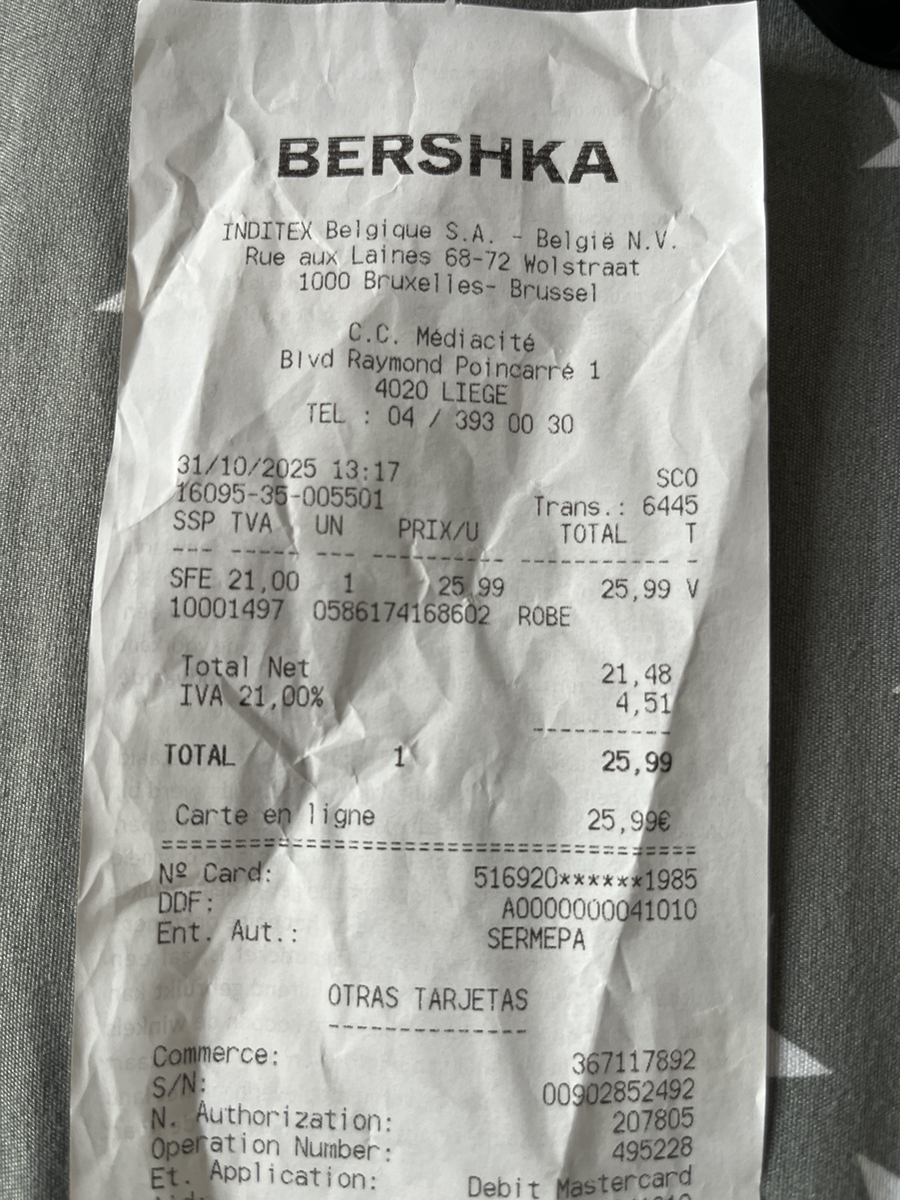 BERSHKA
INDITEX Belgique S.A. - België N.V.
Rue aux Laines 68-72 Wolstraat
1000 Bruxelles- Brussel
C.C. Médiacité
Blvd Raymond Poincarré 1
4020 LIEGE
TEL : 04 / 393 00 30
31/10/2025 13:17 SCO
16095-35-005501 Trans.: 6445
SSP TVA UN PRIX/U TOTAL T
--- ----- --- ---------- ----------- -
SFE 21,00 1 25,99 25,99 V
10001497 0586174168602 ROBE
Total Net 21,48
IVA 21,00% 4,51
-----------
TOTAL 1 25,99
Carte en ligne 25,99€
========================================
Nº Card: 516920******1985
DDF: A0000000041010
Ent. Aut.: SERMEPA
OTRAS TARJETAS
---------------
Commerce: 367117892
S/N: 00902852492
N. Authorization: 207805
Operation Number: 495228
Et. Application: Debit Mastercard